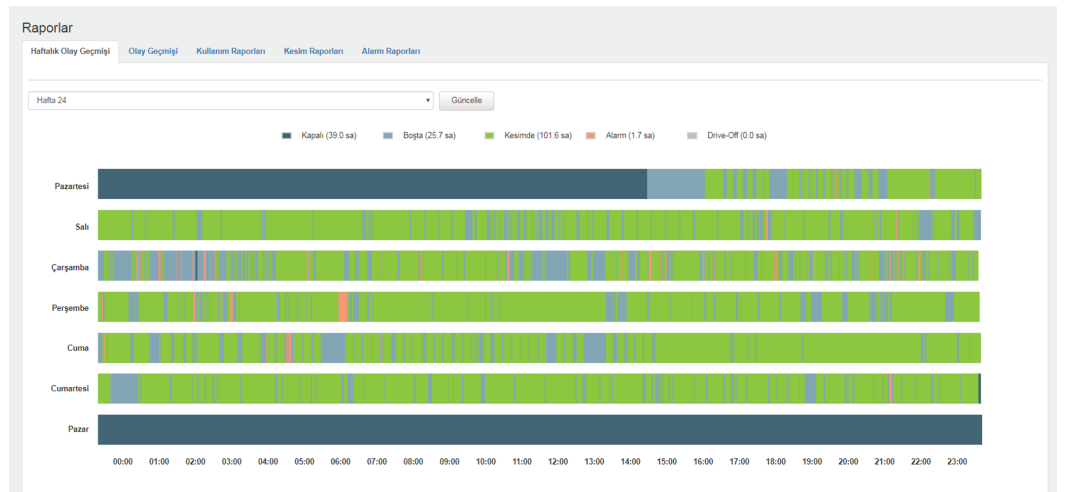 Raporlar
Haftalık Olay Geçmişi Olay Geçmişi Kullanım Raporları Kesim Raporları Alarm Raporları
Hafta 24 Güncelle
Kapalı (39.0 sa) Boşta (25.7 sa) Kesimde (101.6 sa) Alarm (1.7 sa) Drive-Off (0.0 sa)
Pazartesi
Salı
Çarşamba
Perşembe
Cuma
Cumartesi
Pazar
00:00 01:00 02:00 03:00 04:00 05:00 06:00 07:00 08:00 09:00 10:00 11:00 12:00 13:00 14:00 15:00 16:00 17:00 18:00 19:00 20:00 21:00 22:00 23:00